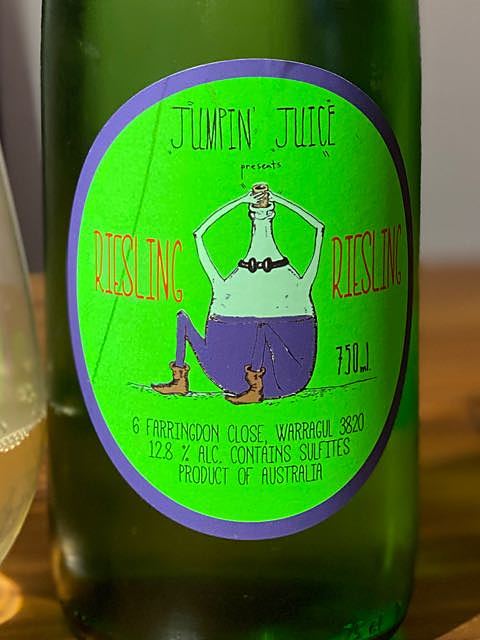 JUMPIN' JUICE
presents
RIESLING RIESLING
750ml.
6 FARRINGDON CLOSE, WARRAGUL 3820
12.8 % ALC. CONTAINS SULFITES
PRODUCT OF AUSTRALIA